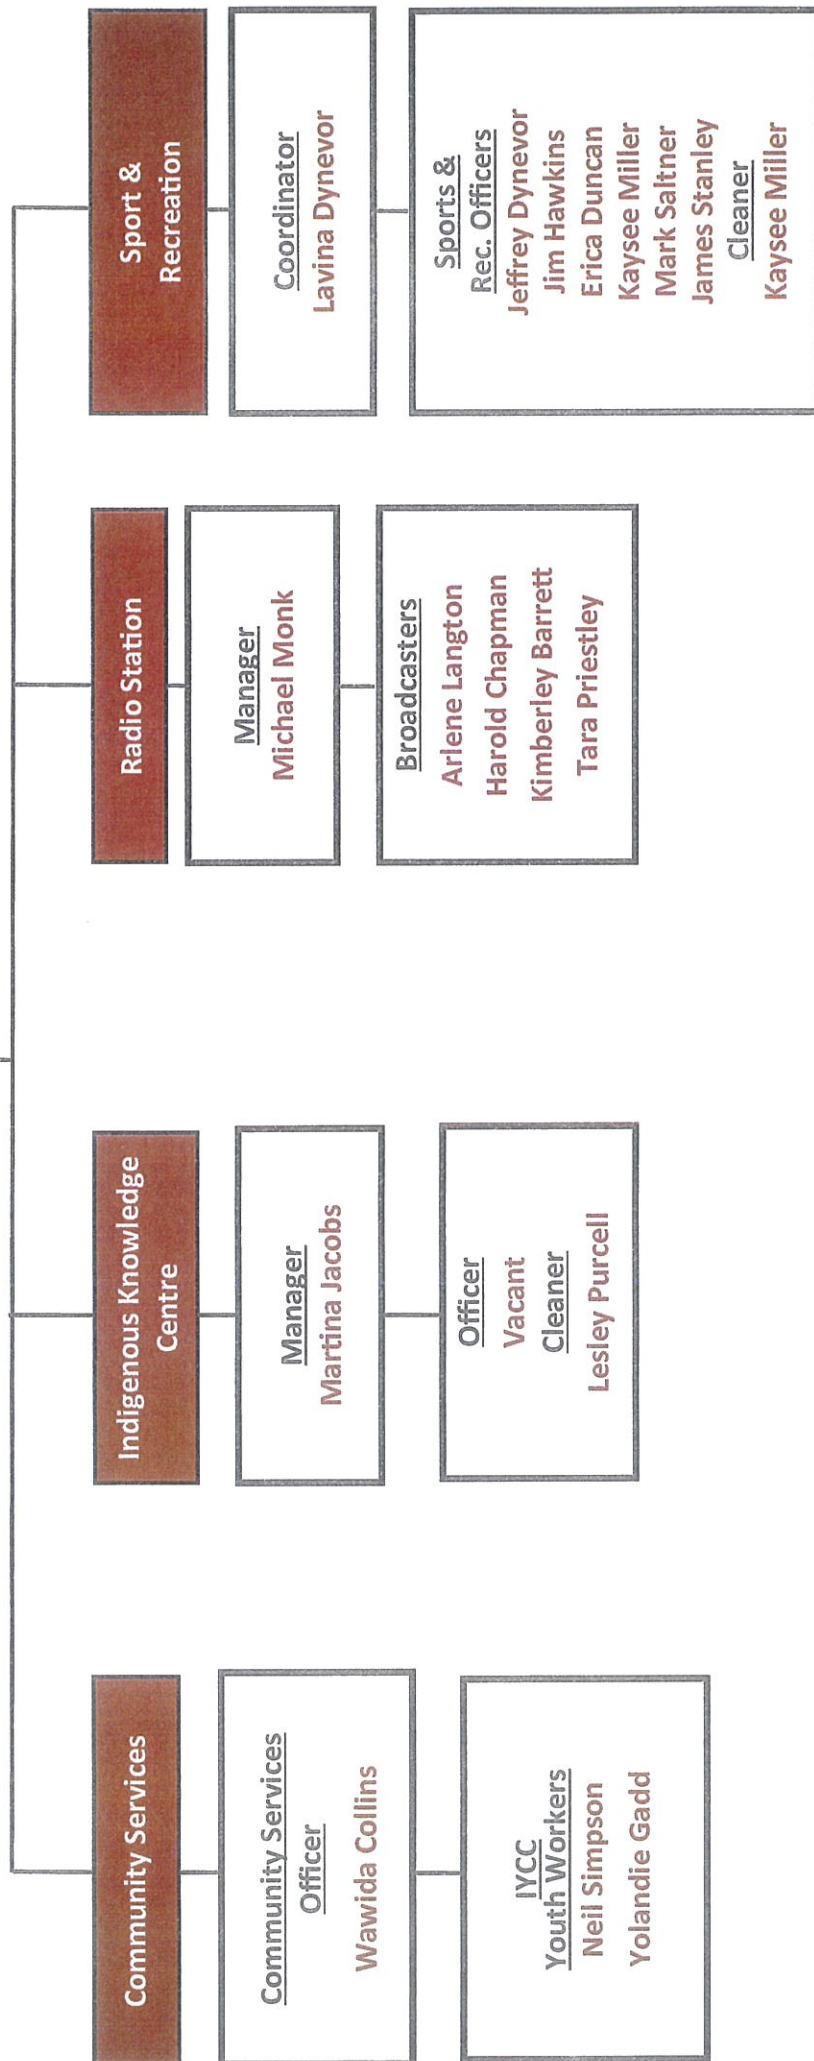 Community Services
Community Services
Officer
Wawida Collins
IYCC
Youth Workers
Neil Simpson
Yolandie Gadd
Indigenous Knowledge
Centre
Manager
Martina Jacobs
Officer
Vacant
Cleaner
Lesley Purcell
Radio Station
Manager
Michael Monk
Broadcasters
Arlene Langton
Harold Chapman
Kimberley Barrett
Tara Priestley
Sport &
Recreation
Coordinator
Lavina Dynevor
Sports &
Rec. Officers
Jeffrey Dynevor
Jim Hawkins
Erica Duncan
Kaysee Miller
Mark Saltner
James Stanley
Cleaner
Kaysee Miller